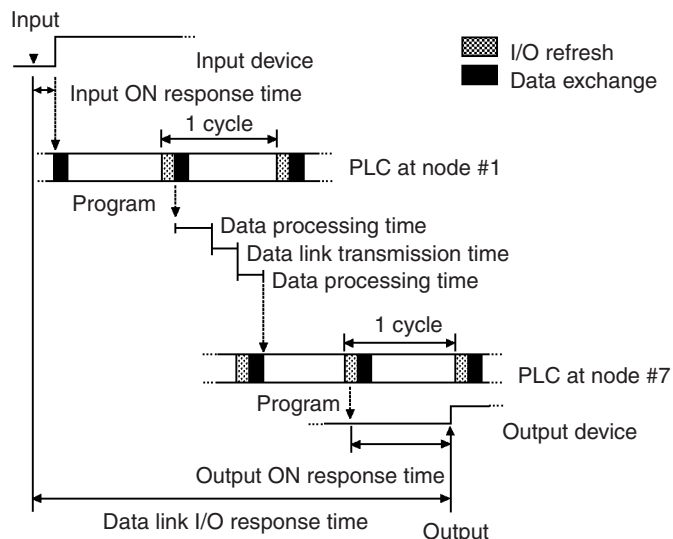 Input
Input device
I/O refresh
Data exchange
Input ON response time
1 cycle
PLC at node #1
Program
Data processing time
Data link transmission time
Data processing time
1 cycle
PLC at node #7
Program
Output device
Output ON response time
Data link I/O response time
Output